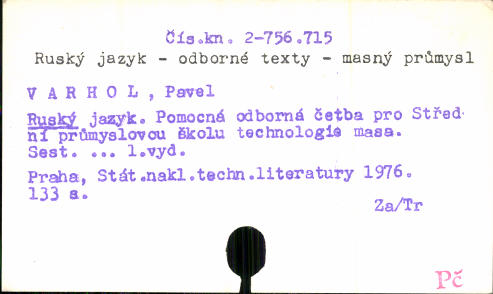 Čís.kn. 2-756.715
Ruský jazyk - odborné texty - masný průmysl
V A R H O L , Pavel
Ruský jazyk. Pomocná odborná četba pro Střed-
ní průmyslovou školu technologie masa.
Sest. ... 1.vyd.
Praha, Stát.nakl.techn.literatury 1976.
133 s.
Za/Tr
Pč